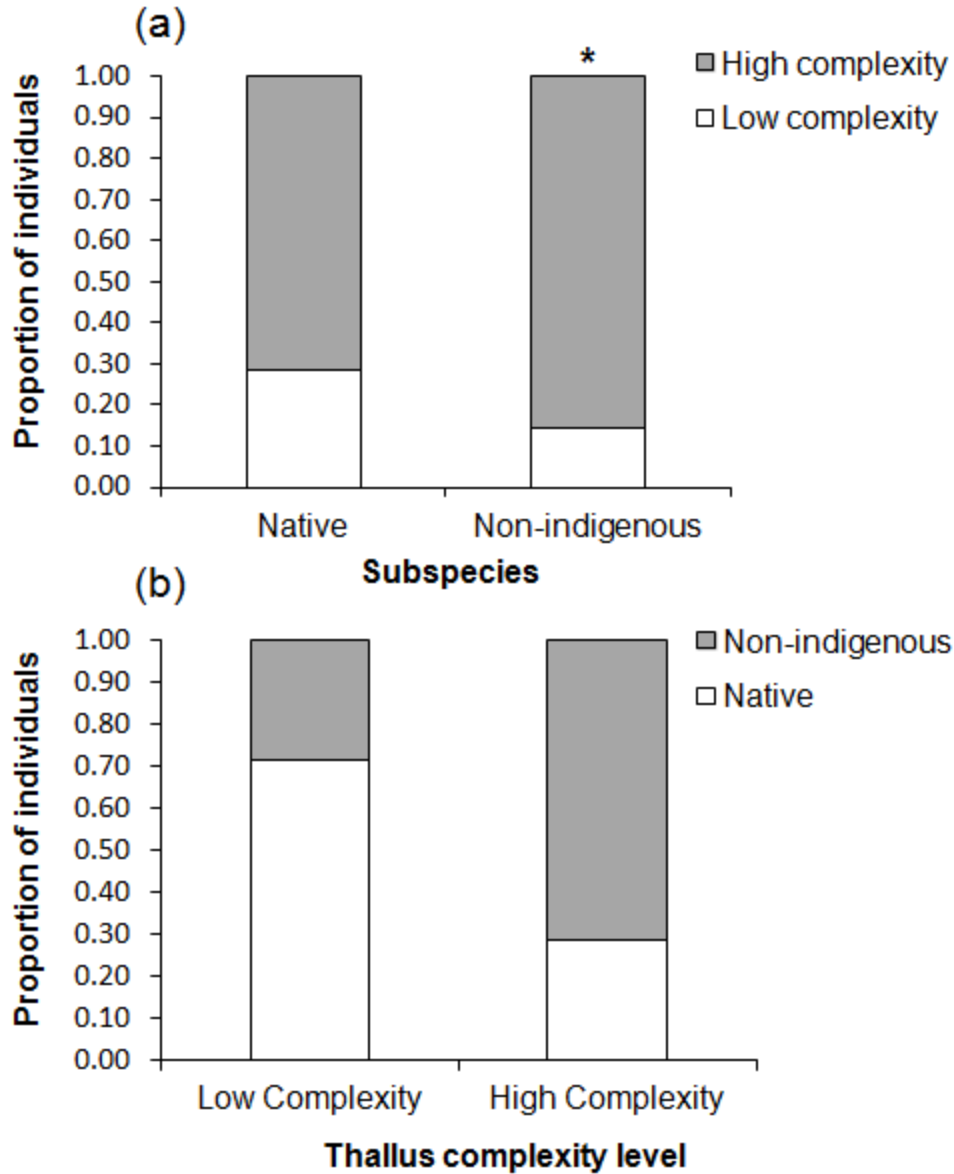 (a)
*
High complexity
Low complexity
Proportion of individuals
1.00
0.90
0.80
0.70
0.60
0.50
0.40
0.30
0.20
0.10
0.00
Native Non-indigenous
Subspecies
(b)
Non-indigenous
Native
Proportion of individuals
1.00
0.90
0.80
0.70
0.60
0.50
0.40
0.30
0.20
0.10
0.00
Low Complexity High Complexity
Thallus complexity level